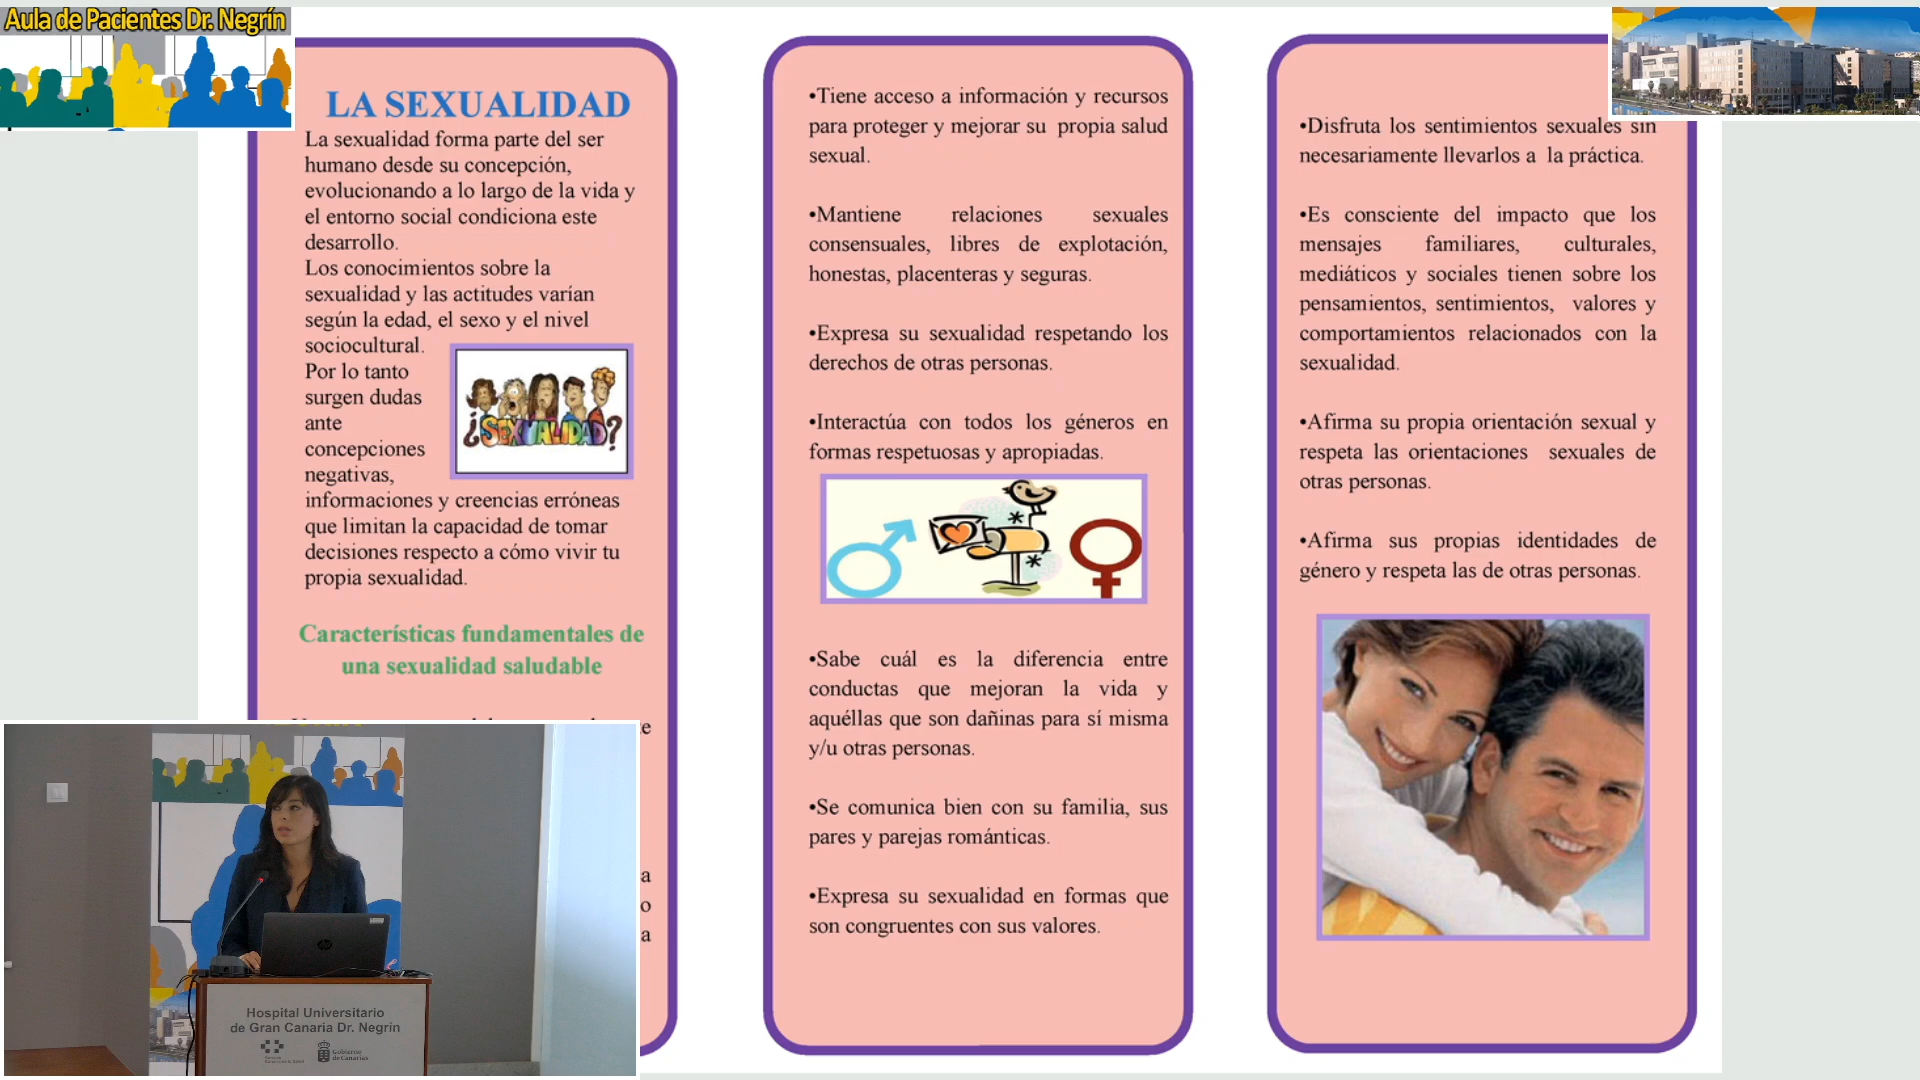 Aula de Pacientes Dr. Negrín
LA SEXUALIDAD
La sexualidad forma parte del ser
humano desde su concepción,
evolucionando a lo largo de la vida y
el entorno social condiciona este
desarrollo.
Los conocimientos sobre la
sexualidad y las actitudes varían
según la edad, el sexo y el nivel
sociocultural.
Por lo tanto
surgen dudas
ante
concepciones
negativas,
informaciones y creencias erróneas
que limitan la capacidad de tomar
decisiones respecto a cómo vivir tu
propia sexualidad.
¿SEXUALIDAD?
Características fundamentales de
una sexualidad saludable
a
o
a
•Tiene acceso a información y recursos
para proteger y mejorar su propia salud
sexual.
•Mantiene relaciones sexuales
consensuales, libres de explotación,
honestas, placenteras y seguras.
•Expresa su sexualidad respetando los
derechos de otras personas.
•Interactúa con todos los géneros en
formas respetuosas y apropiadas.
•Sabe cuál es la diferencia entre
conductas que mejoran la vida y
aquéllas que son dañinas para sí misma
y/u otras personas.
•Se comunica bien con su familia, sus
pares y parejas románticas.
•Expresa su sexualidad en formas que
son congruentes con sus valores.
•Disfruta los sentimientos sexuales sin
necesariamente llevarlos a la práctica.
•Es consciente del impacto que los
mensajes familiares, culturales,
mediáticos y sociales tienen sobre los
pensamientos, sentimientos, valores y
comportamientos relacionados con la
sexualidad.
•Afirma su propia orientación sexual y
respeta las orientaciones sexuales de
otras personas.
•Afirma sus propias identidades de
género y respeta las de otras personas.
hp
Hospital Universitario
de Gran Canaria Dr. Negrín
Gobierno
de Canarias